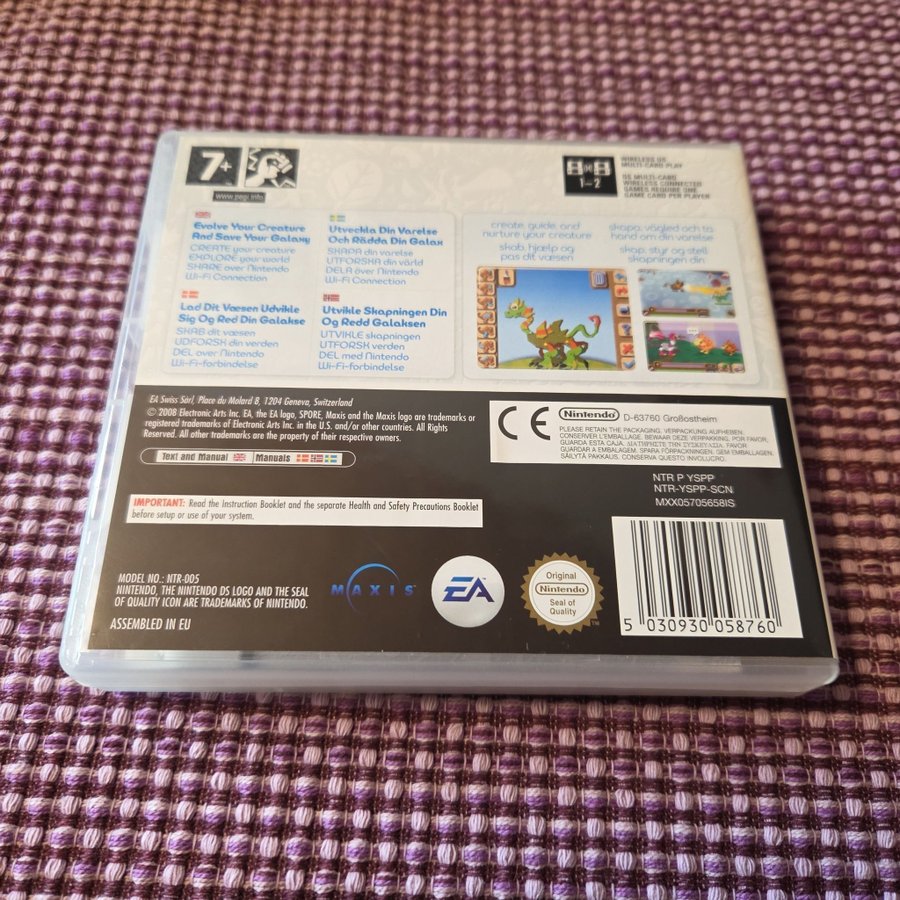 7+
www.pegi.info
1-2
WIRELESS DS
MULTI-CARD PLAY
DS MULTI-CARD
WIRELESS CONNECTED
GAMES REQUIRE ONE
GAME CARD PER PLAYER
Evolve Your Creature
And Save Your Galaxy
CREATE your creature
EXPLORE your world
SHARE over Nintendo
Wi-Fi Connection
Utveckla Din Varelse
Och Rädda Din Galax
SKAPA din varelse
UTFORSKA din värld
DELA över Nintendo
Wi-Fi Connection
Lad Dit Væsen Udvikle
Sig Og Red Din Galakse
SKAB dit væsen
UDFORSK din verden
DEL over Nintendo
Wi-Fi-forbindelse
Utvikle Skapningen Din
Og Redd Galaksen
UTVIKLE skapningen
UTFORSK verden
DEL med Nintendo
Wi-Fi-forbindelse
create, guide, and
nurture your creature
skab, hjælp og
pas dit væsen
skapa, vägled och ta
hand om din varelse
skap, styr og stell
skapningen din
EA Swiss Sàrl, Place du Molard 8, 1204 Geneva, Switzerland
© 2008 Electronic Arts Inc. EA, the EA logo, SPORE, Maxis and the Maxis logo are trademarks or
registered trademarks of Electronic Arts Inc. in the U.S. and/or other countries. All Rights
Reserved. All other trademarks are the property of their respective owners.
Text and Manual
Manuals
CE
Nintendo D-63760 Großostheim
PLEASE RETAIN THE PACKAGING. VERPACKUNG AUFHEBEN.
CONSERVER L'EMBALLAGE. BEWAAR DEZE VERPAKKING, POR FAVOR,
GUARDA ESTA CAJA. ΔΙΑΤΗΡΗΣΤΕ ΤΗΝ ΣΥΣΚΕΥΑΣΙΑ. FAVOR
GUARDAR A EMBALAGEM. SPARA FÖRPACKNINGEN. GEM EMBALLAGEN.
SÄILYTÄ PAKKAUS. CONSERVA QUESTO INVOLUCRO.
NTR P YSPP
NTR-YSPP-SCN
MXX05705658IS
IMPORTANT: Read the Instruction Booklet and the separate Health and Safety Precautions Booklet
before setup or use of your system.
MODEL NO.: NTR-005
NINTENDO, THE NINTENDO DS LOGO AND THE SEAL
OF QUALITY ICON ARE TRADEMARKS OF NINTENDO.
ASSEMBLED IN EU
MAXIS
EA
Original
Nintendo
Seal of
Quality
TM
5 030930 058760